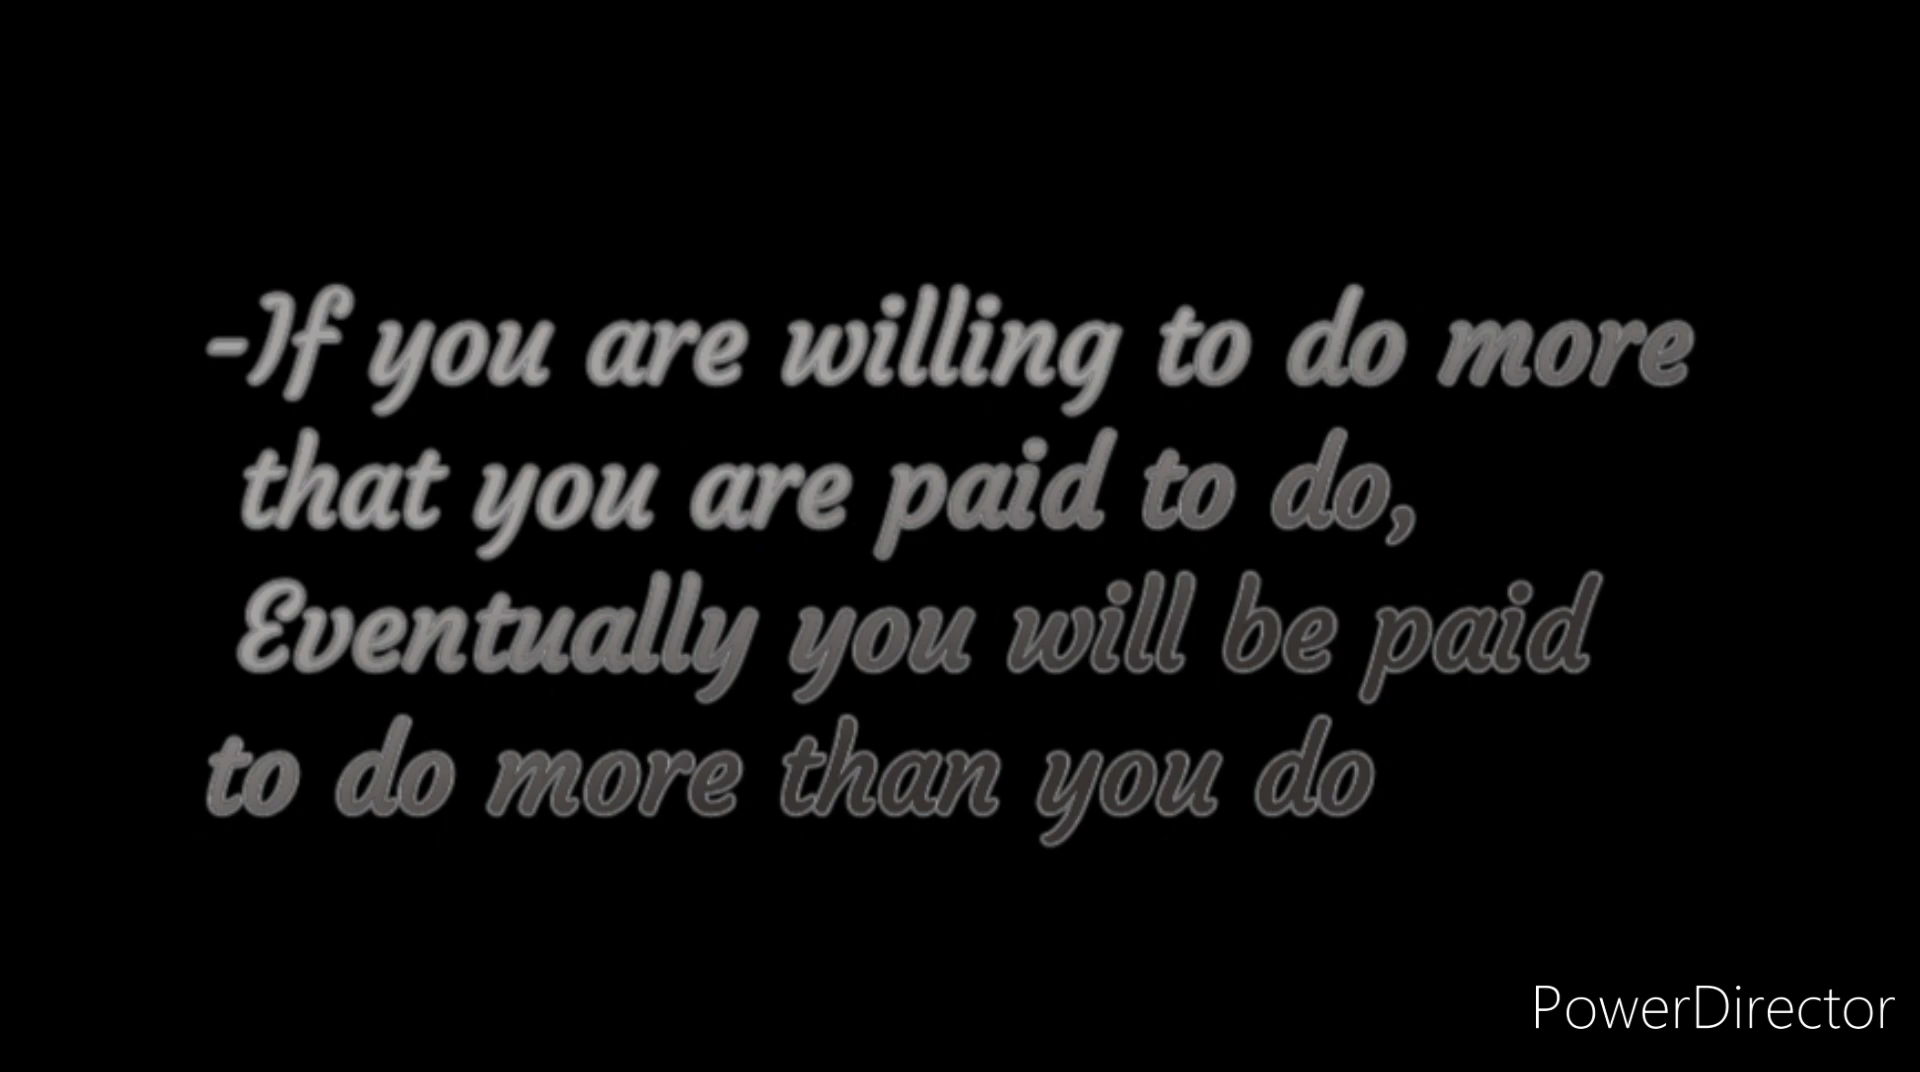 -If you are willing to do more
that you are paid to do,
Eventually you will be paid
to do more than you do
PowerDirector